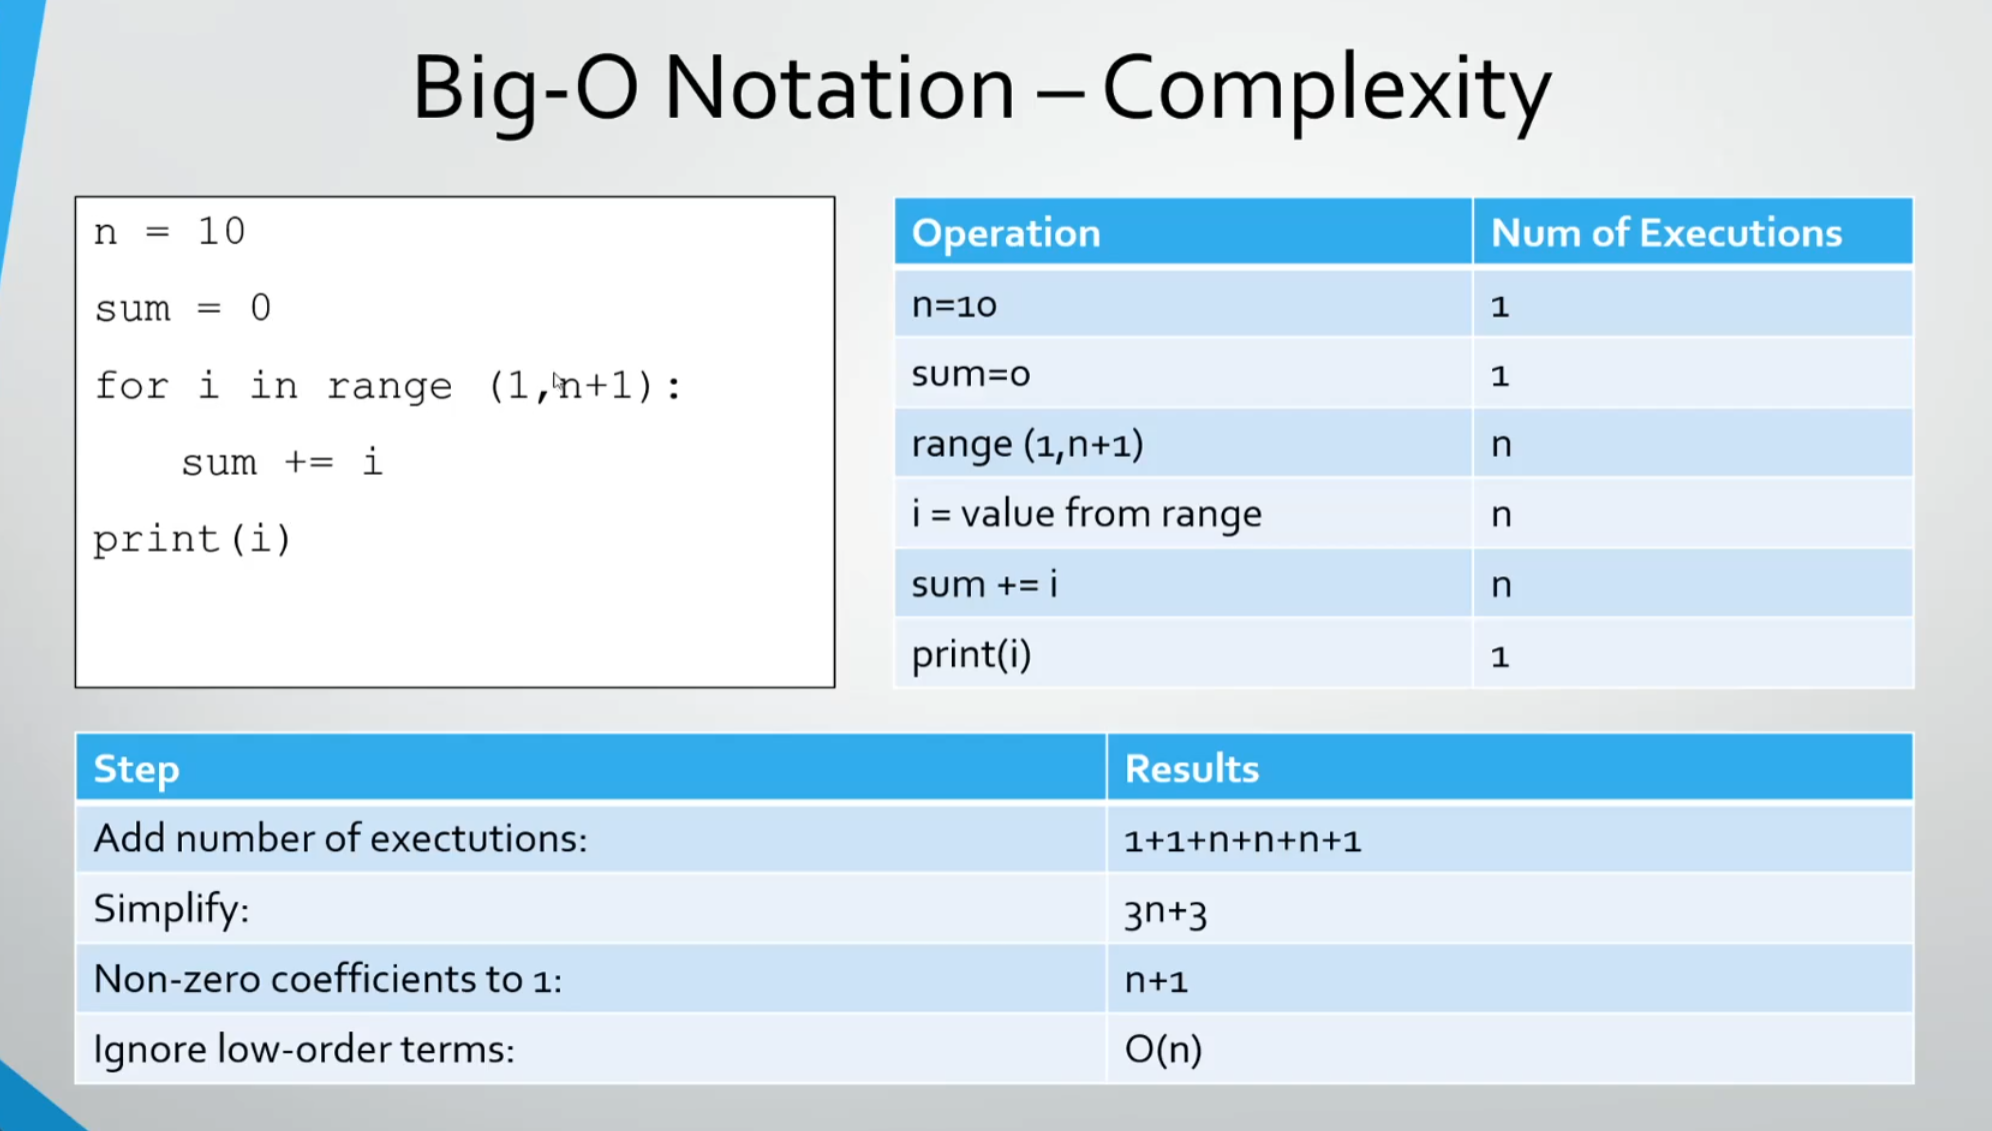 Big-O Notation – Complexity
n = 10
sum = 0
for i in range (1,n+1):
sum += i
print(i)
Operation Num of Executions
n=10 1
sum=0 1
range (1,n+1) n
i = value from range n
sum += i n
print(i) 1
Step Results
Add number of exectutions: 1+1+n+n+n+1
Simplify: 3n+3
Non-zero coefficients to 1: n+1
Ignore low-order terms: O(n)